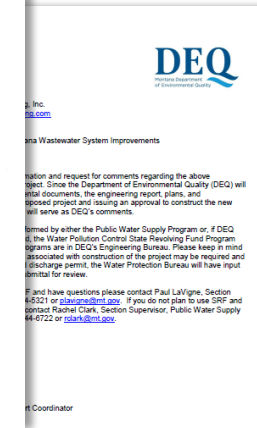 DEQ
Montana Department
of Environmental Quality
g, Inc.
ng.com
ana Wastewater System Improvements
mation and request for comments regarding the above
roject. Since the Department of Environmental Quality (DEQ) will
ental documents, the engineering report, plans, and
oposed project and issuing an approval to construct the new
will serve as DEQ's comments.
formed by either the Public Water Supply Program or, if DEQ
d, the Water Pollution Control State Revolving Fund Program
ograms are in DEQ's Engineering Bureau. Please keep in mind
associated with construction of the project may be required and
l discharge permit, the Water Protection Bureau will have input
ubmittal for review.
F and have questions please contact Paul LaVigne, Section
4-5321 or plavigne@mt.gov. If you do not plan to use SRF and
contact Rachel Clark, Section Supervisor, Public Water Supply
44-6722 or rclark@mt.gov.
rt Coordinator